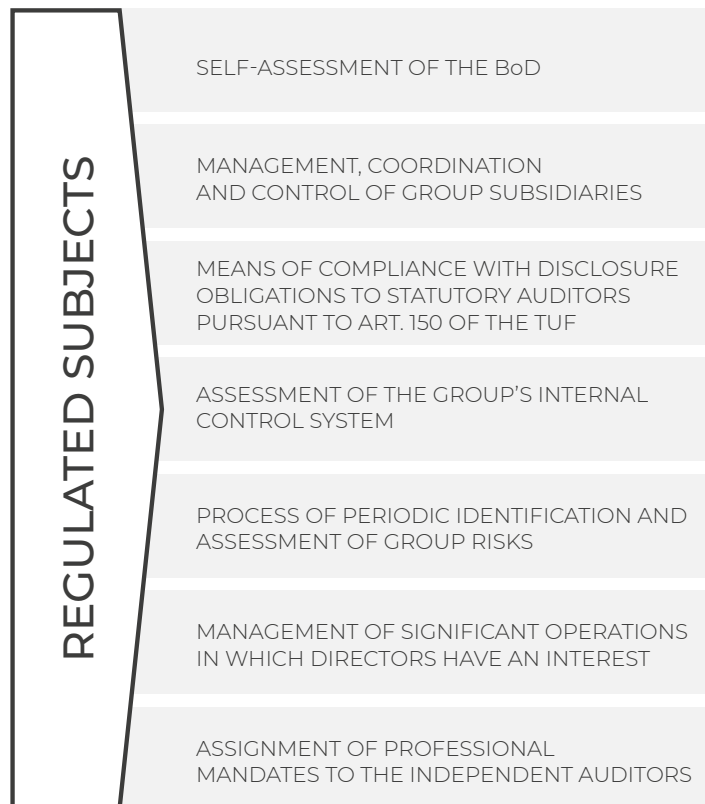 REGULATED SUBJECTS
SELF-ASSESSMENT OF THE BoD
MANAGEMENT, COORDINATION
AND CONTROL OF GROUP SUBSIDIARIES
MEANS OF COMPLIANCE WITH DISCLOSURE
OBLIGATIONS TO STATUTORY AUDITORS
PURSUANT TO ART. 150 OF THE TUF
ASSESSMENT OF THE GROUP’S INTERNAL
CONTROL SYSTEM
PROCESS OF PERIODIC IDENTIFICATION AND
ASSESSMENT OF GROUP RISKS
MANAGEMENT OF SIGNIFICANT OPERATIONS
IN WHICH DIRECTORS HAVE AN INTEREST
ASSIGNMENT OF PROFESSIONAL
MANDATES TO THE INDEPENDENT AUDITORS